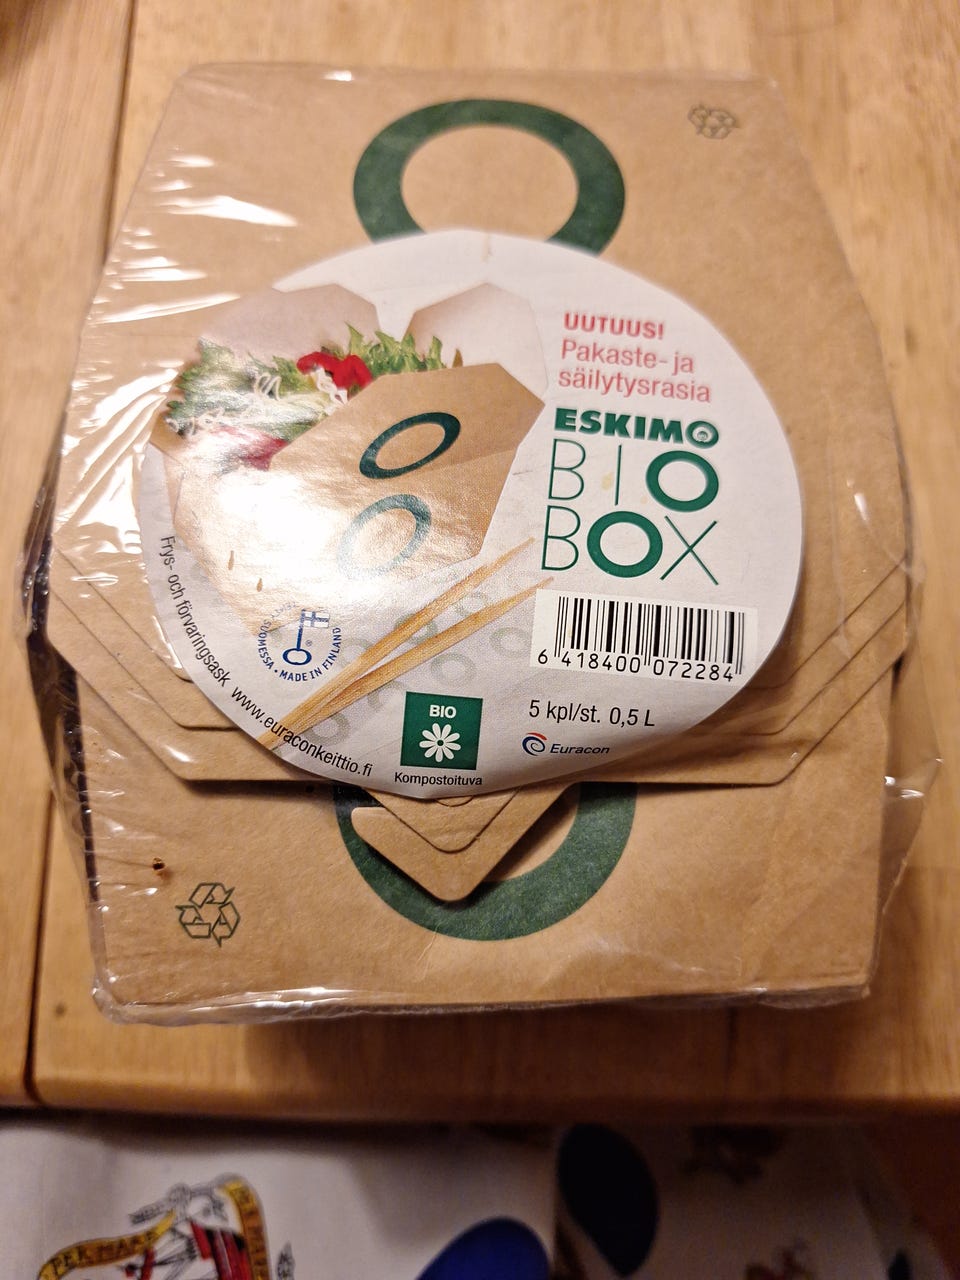 UUTUUS!
Pakaste- ja
säilytysrasia
ESKIMO
BIO
BOX
6 418400 072284
5 kpl/st. 0,5 L
Euracon
BIO
Kompostoituva
SUOMESSA • MADE IN FINLAND
Frys- och förvaringsask www.euraconkeittio.fi